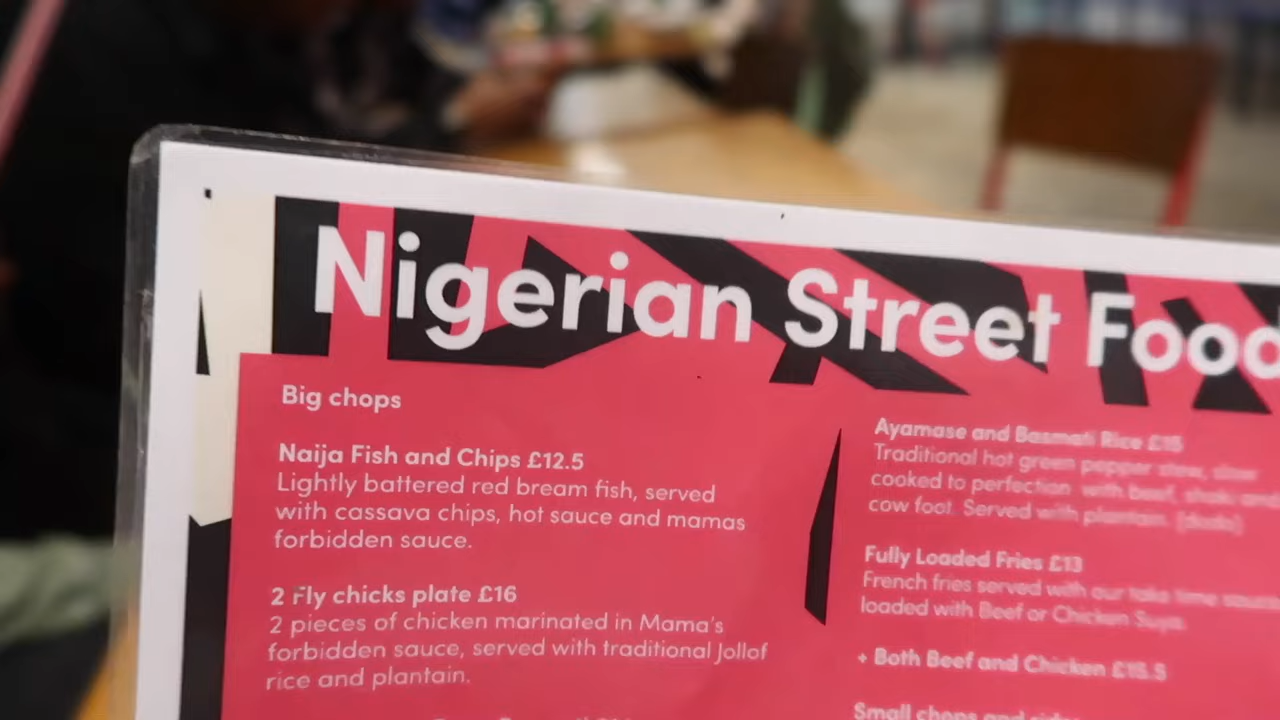 Nigerian Street Food
Big chops
Naija Fish and Chips £12.5
Lightly battered red bream fish, served
with cassava chips, hot sauce and mamas
forbidden sauce.
2 Fly chicks plate £16
2 pieces of chicken marinated in Mama's
forbidden sauce, served with traditional Jollof
rice and plantain.
Ayamase and Basmati Rice £15
Traditional hot green pepper stew, slow
cooked to perfection with beef, shaki and
cow foot. Served with plantain. (dodo)
Fully Loaded Fries £13
French fries served with our take time sauce
loaded with Beef or Chicken Suya.
+ Both Beef and Chicken £15.5
Small chops and sides